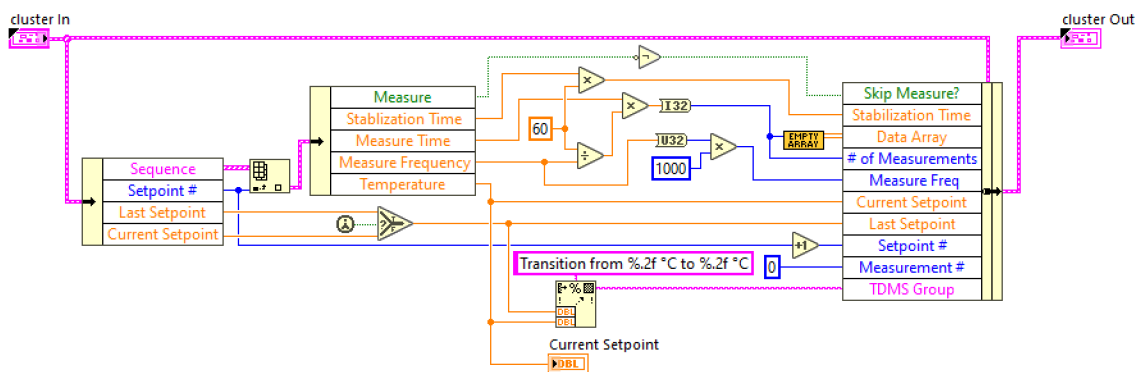 cluster In
cluster Out
Measure
Stablization Time
Measure Time
Measure Frequency
Temperature
Sequence
Setpoint #
Last Setpoint
Current Setpoint
60
I32
U32
1000
EMPTY
ARRAY
Skip Measure?
Stabilization Time
Data Array
# of Measurements
Measure Freq
Current Setpoint
Last Setpoint
Setpoint #
Measurement #
TDMS Group
? T F
+1
0
Transition from %.2f °C to %.2f °C
%
DBL
DBL
Current Setpoint
DBL